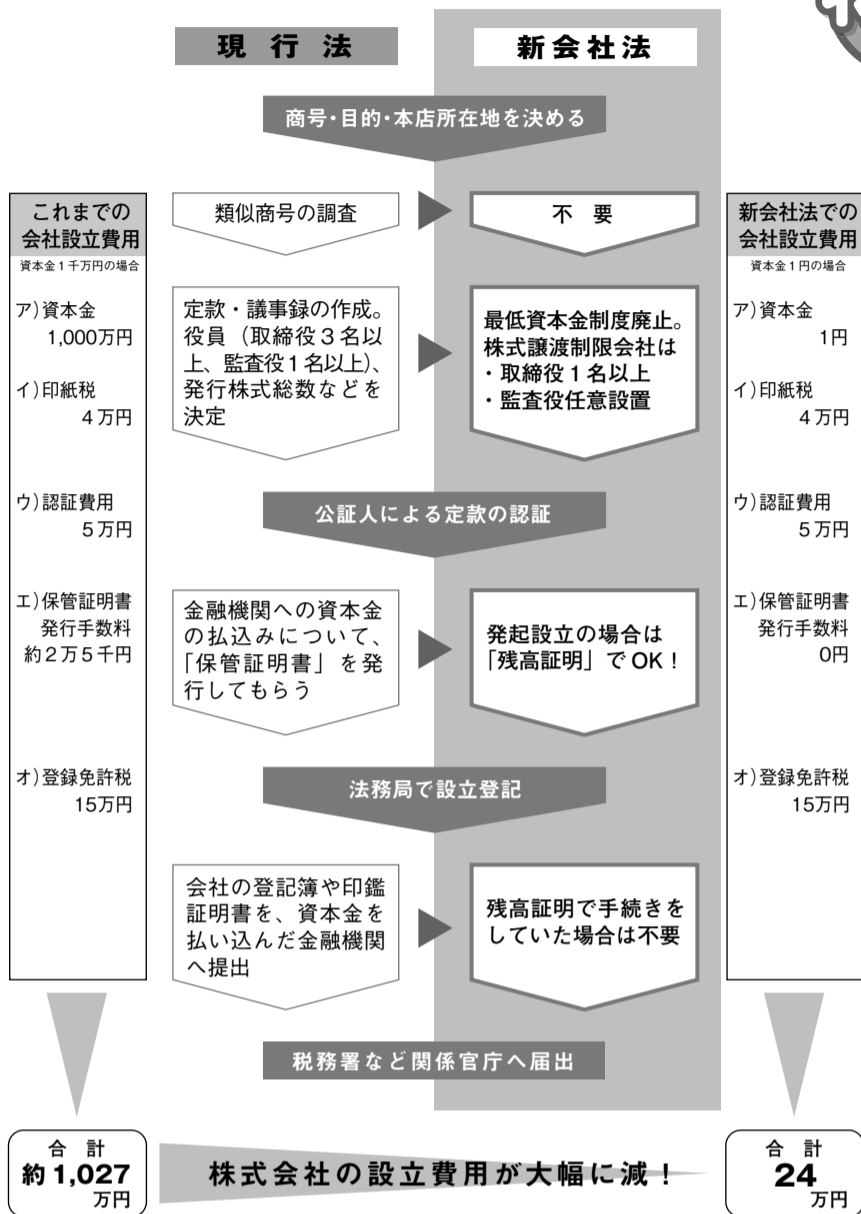 現行法
新会社法
商号・目的・本店所在地を決める
これまでの
会社設立費用
資本金1千万円の場合
ア)資本金
1,000万円
イ)印紙税
4万円
ウ)認証費用
5万円
エ)保管証明書
発行手数料
約2万5千円
オ)登録免許税
15万円
類似商号の調査
不要
定款・議事録の作成。
役員(取締役3名以
上、監査役1名以上)、
発行株式総数などを
決定
最低資本金制度廃止。
株式譲渡制限会社は
・取締役1名以上
・監査役任意設置
公証人による定款の認証
金融機関への資本金
の払込みについて、
「保管証明書」を発
行してもらう
発起設立の場合は
「残高証明」でOK!
法務局で設立登記
会社の登記簿や印鑑
証明書を、資本金を
払い込んだ金融機関
へ提出
残高証明で手続きを
していた場合は不要
税務署など関係官庁へ届出
新会社法での
会社設立費用
資本金1円の場合
ア)資本金
1円
イ)印紙税
4万円
ウ)認証費用
5万円
エ)保管証明書
発行手数料
0円
オ)登録免許税
15万円
合計
約1,027
万円
株式会社の設立費用が大幅に減!
合計
24
万円